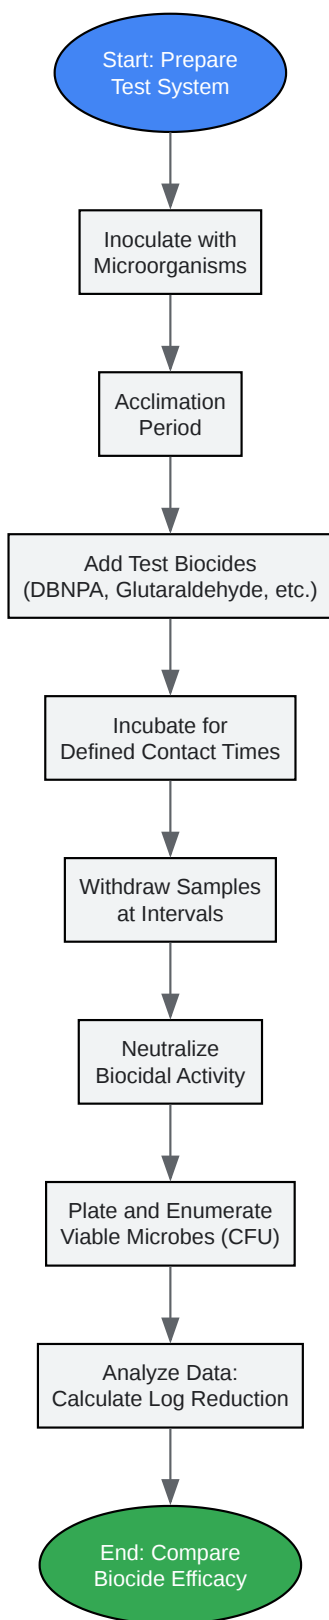 Start: Prepare
Test System
Inoculate with
Microorganisms
Acclimation
Period
Add Test Biocides
(DBNPA, Glutaraldehyde, etc.)
Incubate for
Defined Contact Times
Withdraw Samples
at Intervals
Neutralize
Biocidal Activity
Plate and Enumerate
Viable Microbes (CFU)
Analyze Data:
Calculate Log Reduction
End: Compare
Biocide Efficacy